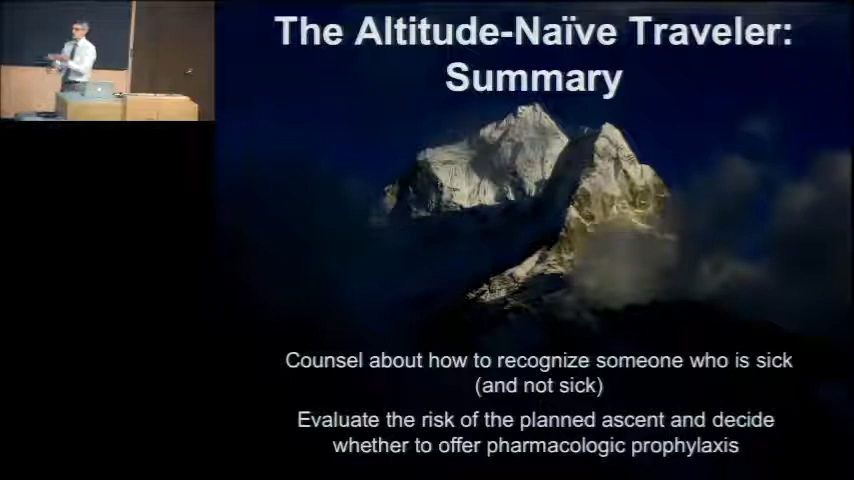 The Altitude-Naïve Traveler:
Summary
Counsel about how to recognize someone who is sick
(and not sick)
Evaluate the risk of the planned ascent and decide
whether to offer pharmacologic prophylaxis